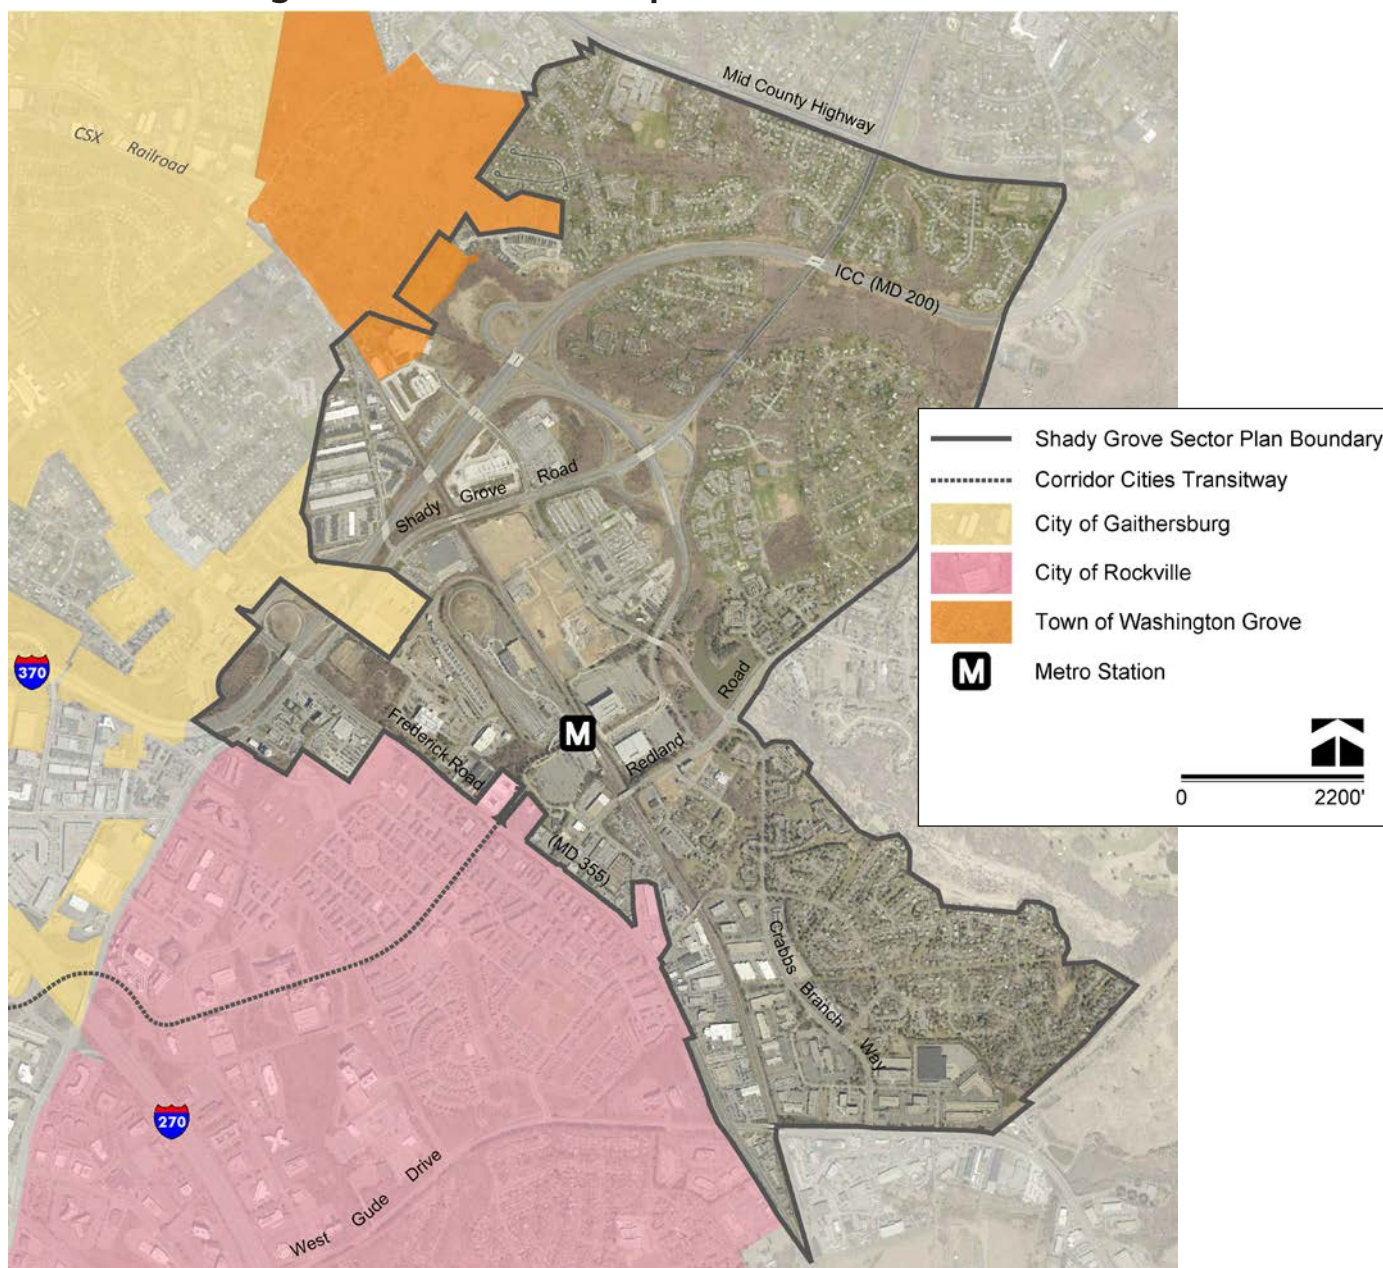 Mid County Highway
CSX Railroad
ICC (MD 200)
Shady Grove Road
Shady Grove Sector Plan Boundary
Corridor Cities Transitway
City of Gaithersburg
City of Rockville
Town of Washington Grove
M Metro Station
0 2200'
370
Road
Redland
M
Frederick Road
(MD 355)
Crabbs Branch Way
270
West Gude Drive